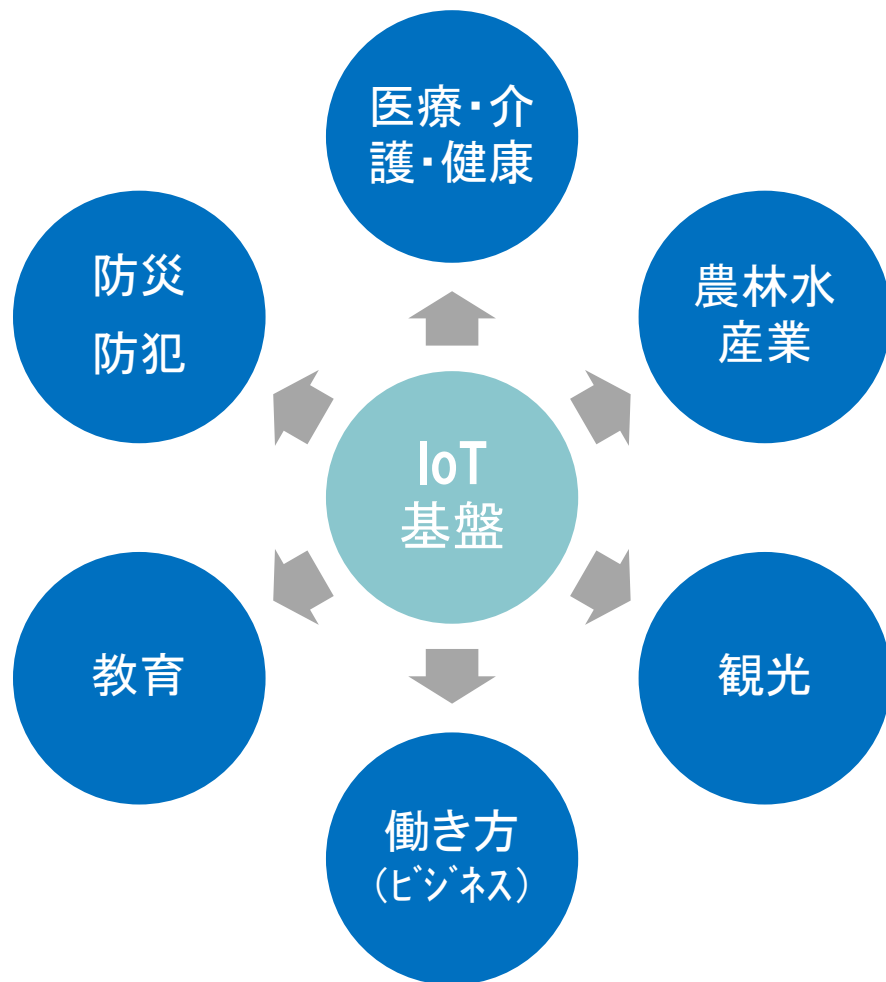 医療・介
護・健康
防災
防犯
農林水
産業
IoT
基盤
教育
観光
働き方
（ﾋﾞｼﾞﾈｽ）